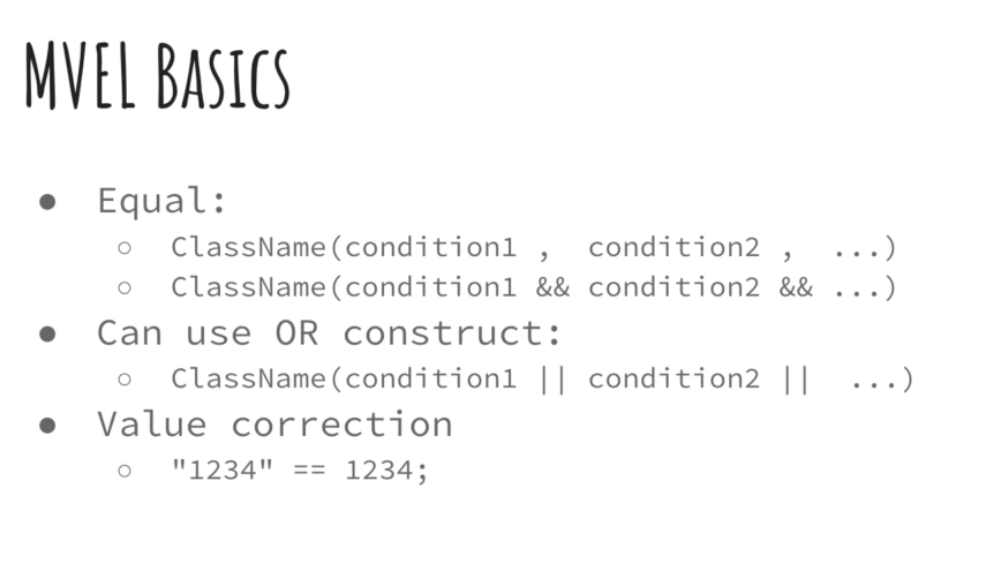 MVEL BASICS
● Equal:
○ ClassName(condition1 , condition2 , ...)
○ ClassName(condition1 && condition2 && ...)
● Can use OR construct:
○ ClassName(condition1 || condition2 || ...)
● Value correction
○ "1234" == 1234;